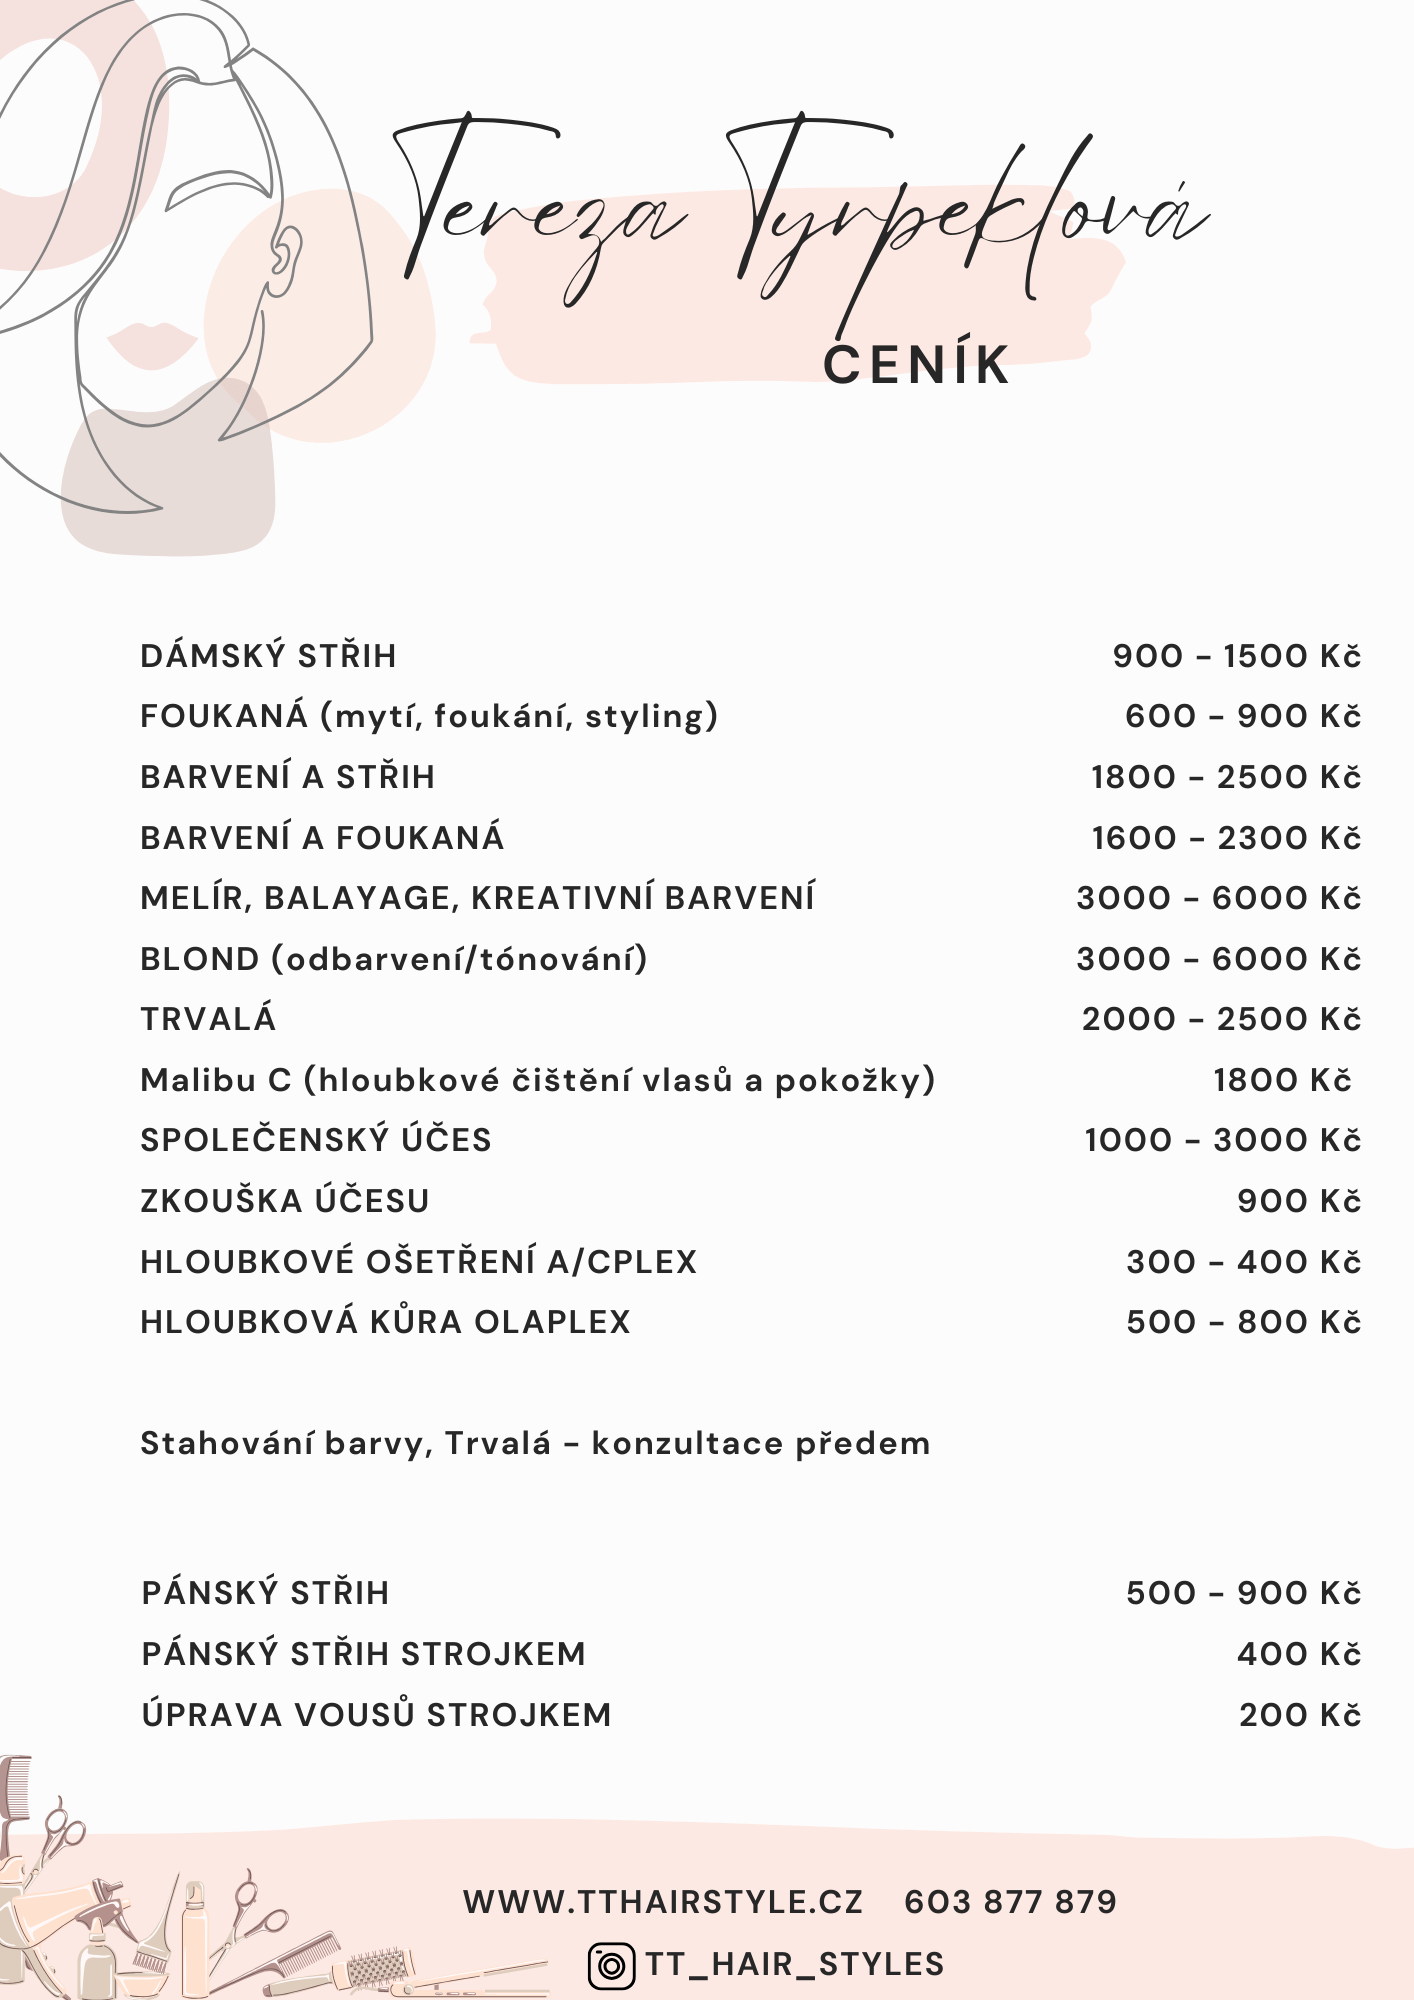 Tereza Tyrpeklová
CENÍK
DÁMSKÝ STŘIH 900 - 1500 Kč
FOUKANÁ (mytí, foukání, styling) 600 - 900 Kč
BARVENÍ A STŘIH 1800 - 2500 Kč
BARVENÍ A FOUKANÁ 1600 - 2300 Kč
MELÍR, BALAYAGE, KREATIVNÍ BARVENÍ 3000 - 6000 Kč
BLOND (odbarvení/tónování) 3000 - 6000 Kč
TRVALÁ 2000 - 2500 Kč
Malibu C (hloubkové čištění vlasů a pokožky) 1800 Kč
SPOLEČENSKÝ ÚČES 1000 - 3000 Kč
ZKOUŠKA ÚČESU 900 Kč
HLOUBKOVÉ OŠETŘENÍ A/CPLEX 300 - 400 Kč
HLOUBKOVÁ KŮRA OLAPLEX 500 - 800 Kč
Stahování barvy, Trvalá - konzultace předem
PÁNSKÝ STŘIH 500 - 900 Kč
PÁNSKÝ STŘIH STROJKEM 400 Kč
ÚPRAVA VOUSŮ STROJKEM 200 Kč
WWW.TTHAIRSTYLE.CZ 603 877 879
TT_HAIR_STYLES